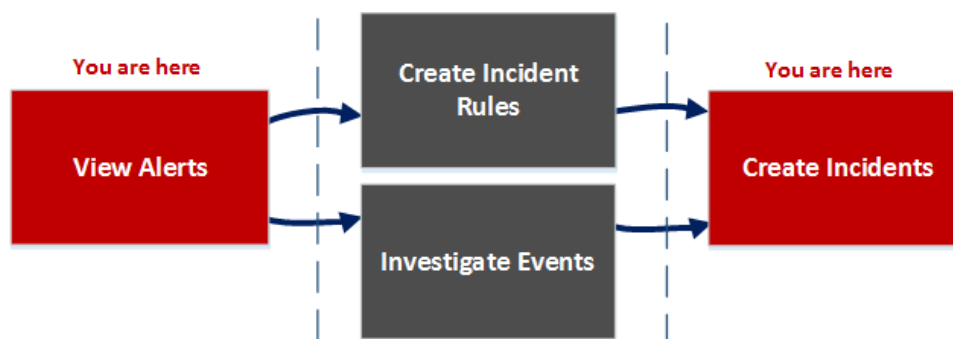 You are here
View Alerts
Create Incident
Rules
Investigate Events
You are here
Create Incidents